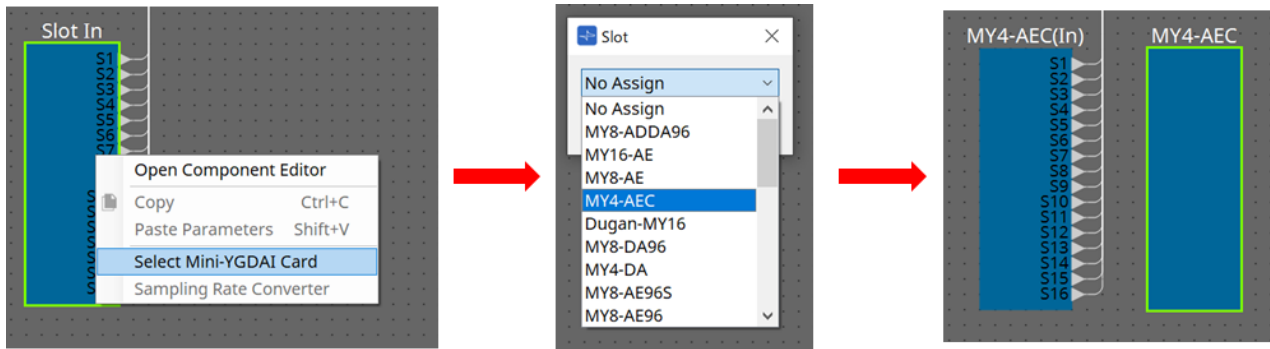 Slot In
S1
S2
S3
S4
S5
S6
S7
S
S
S
S
S
S
S
Open Component Editor
Copy Ctrl+C
Paste Parameters Shift+V
Select Mini-YGDAI Card
Sampling Rate Converter
Slot
No Assign
No Assign
MY8-ADDA96
MY16-AE
MY8-AE
MY4-AEC
Dugan-MY16
MY8-DA96
MY4-DA
MY8-AE96S
MY8-AE96
MY4-AEC(In)
S1
S2
S3
S4
S5
S6
S7
S8
S9
S10
S11
S12
S13
S14
S15
S16
MY4-AEC